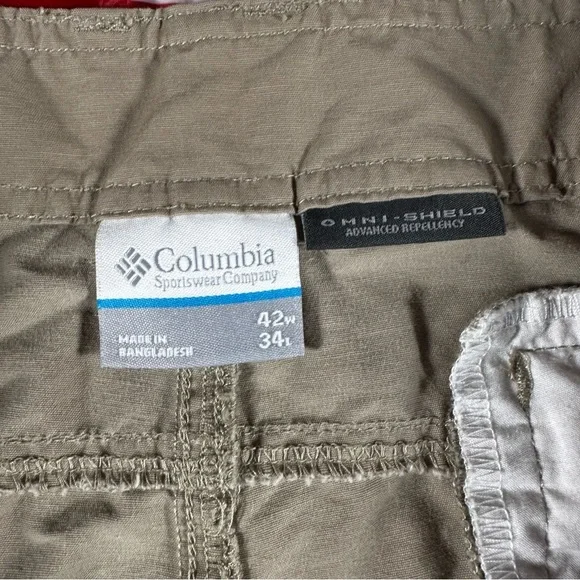 Columbia
Sportswear Company
42W
34L
MADE IN
BANGLADESH
OMNI-SHIELD
ADVANCED REPELLENCY